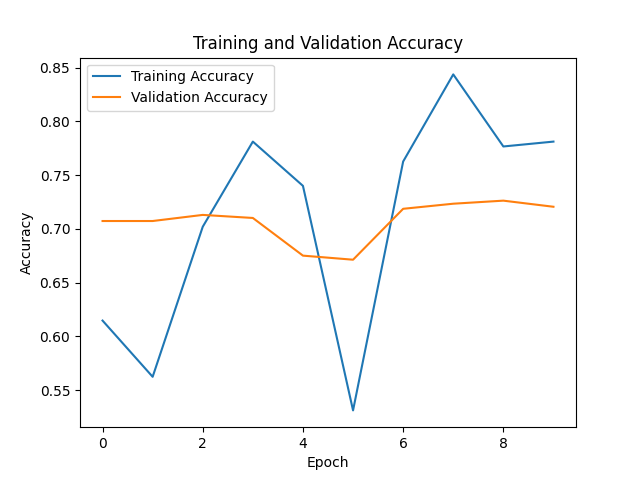 Training and Validation Accuracy
Training Accuracy
Validation Accuracy
0.85
0.80
0.75
0.70
0.65
0.60
0.55
Accuracy
0 2 4 6 8
Epoch